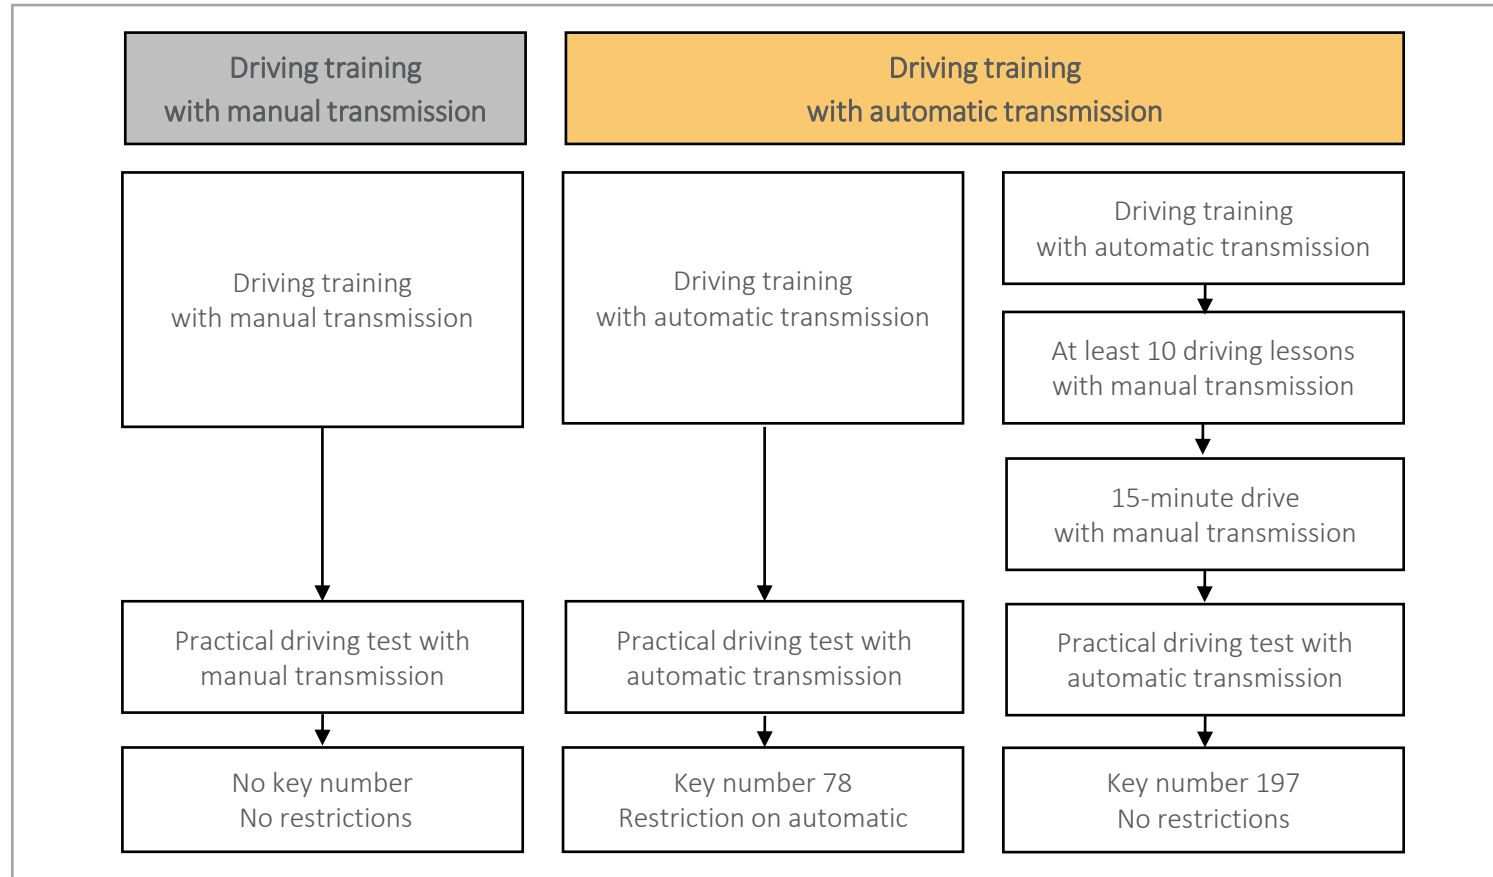 Driving training
with manual transmission
Driving training
with automatic transmission
Driving training
with manual transmission
Practical driving test with
manual transmission
No key number
No restrictions
Driving training
with automatic transmission
Practical driving test with
automatic transmission
Key number 78
Restriction on automatic
Driving training
with automatic transmission
At least 10 driving lessons
with manual transmission
15-minute drive
with manual transmission
Practical driving test with
automatic transmission
Key number 197
No restrictions